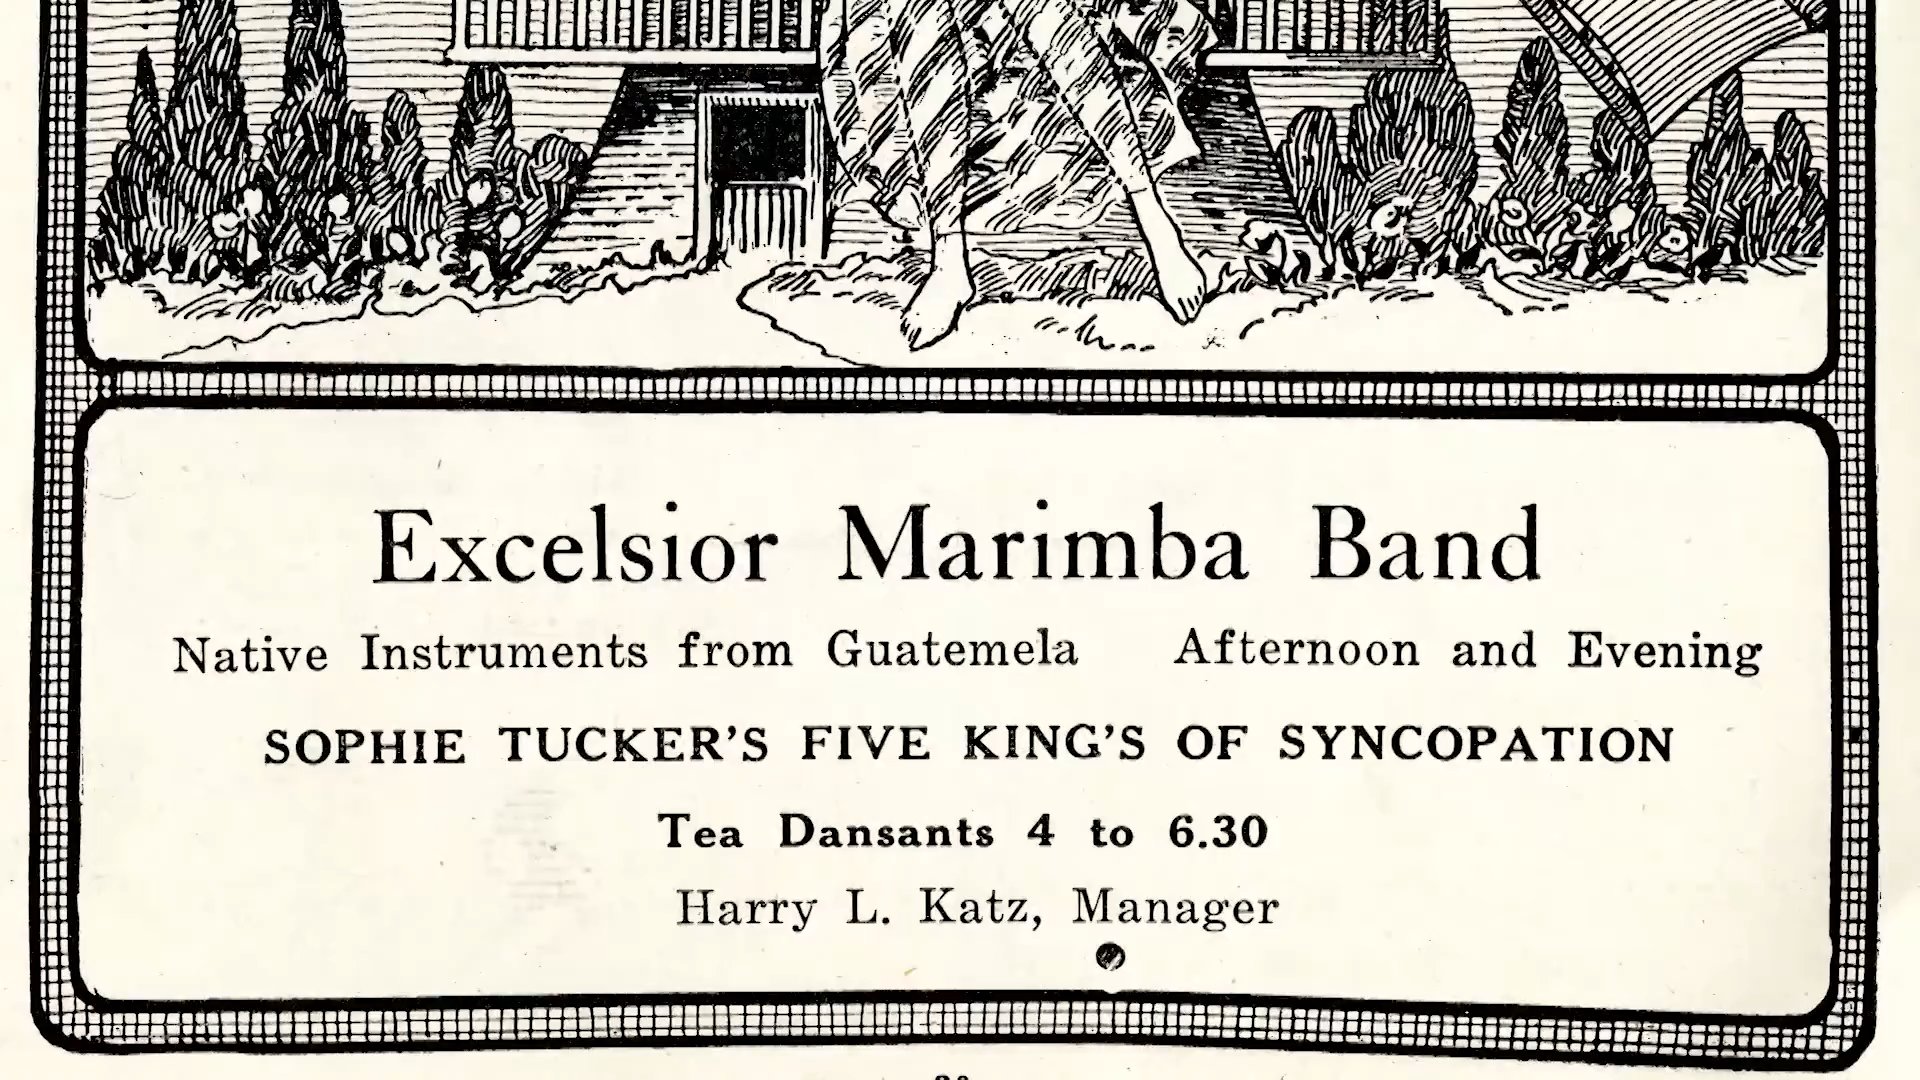 Excelsior Marimba Band
Native Instruments from Guatemela Afternoon and Evening
SOPHIE TUCKER'S FIVE KING'S OF SYNCOPATION
Tea Dansants 4 to 6.30
Harry L. Katz, Manager